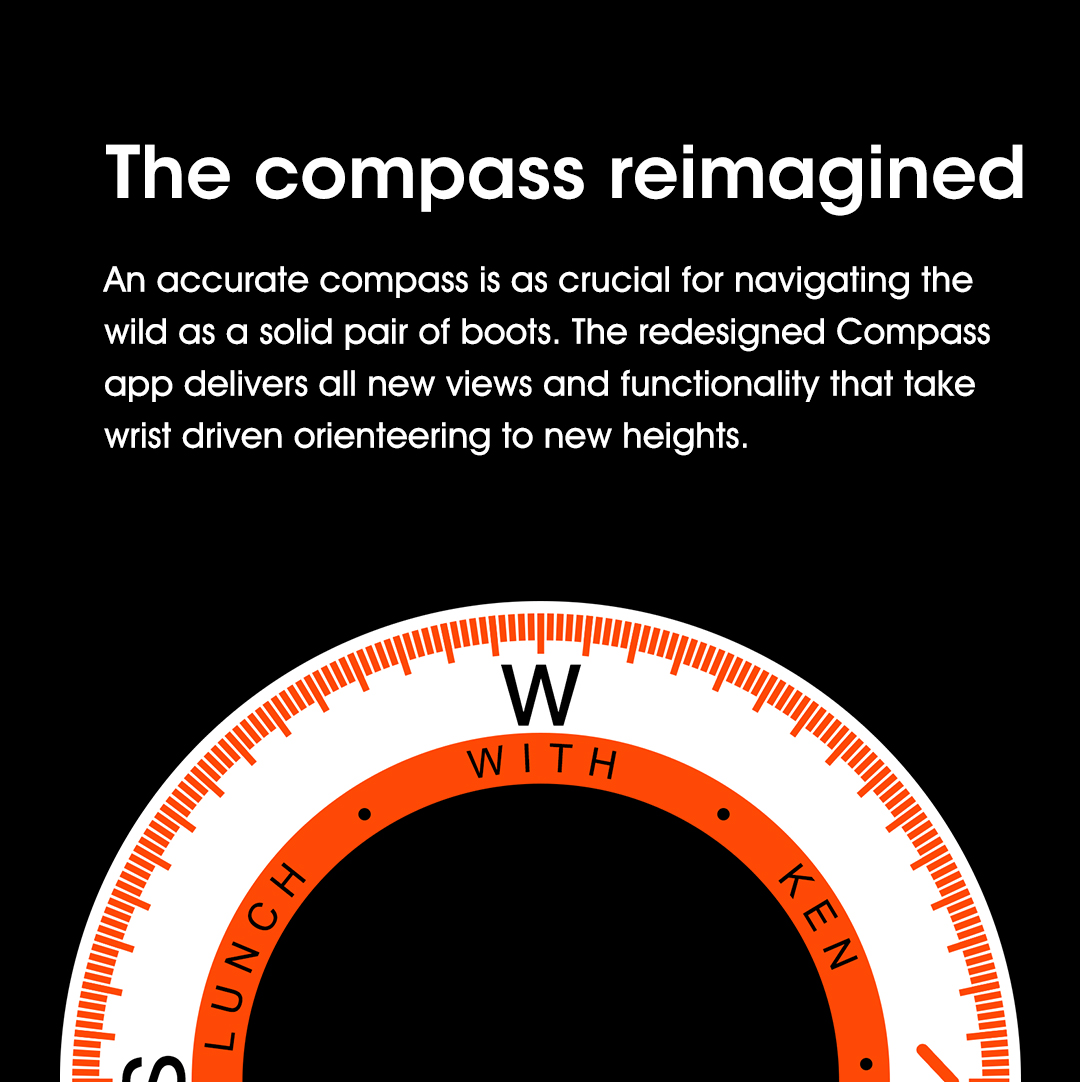 The compass reimagined
An accurate compass is as crucial for navigating the
wild as a solid pair of boots. The redesigned Compass
app delivers all new views and functionality that take
wrist driven orienteering to new heights.
W
LUNCH • WITH • KEN •
S